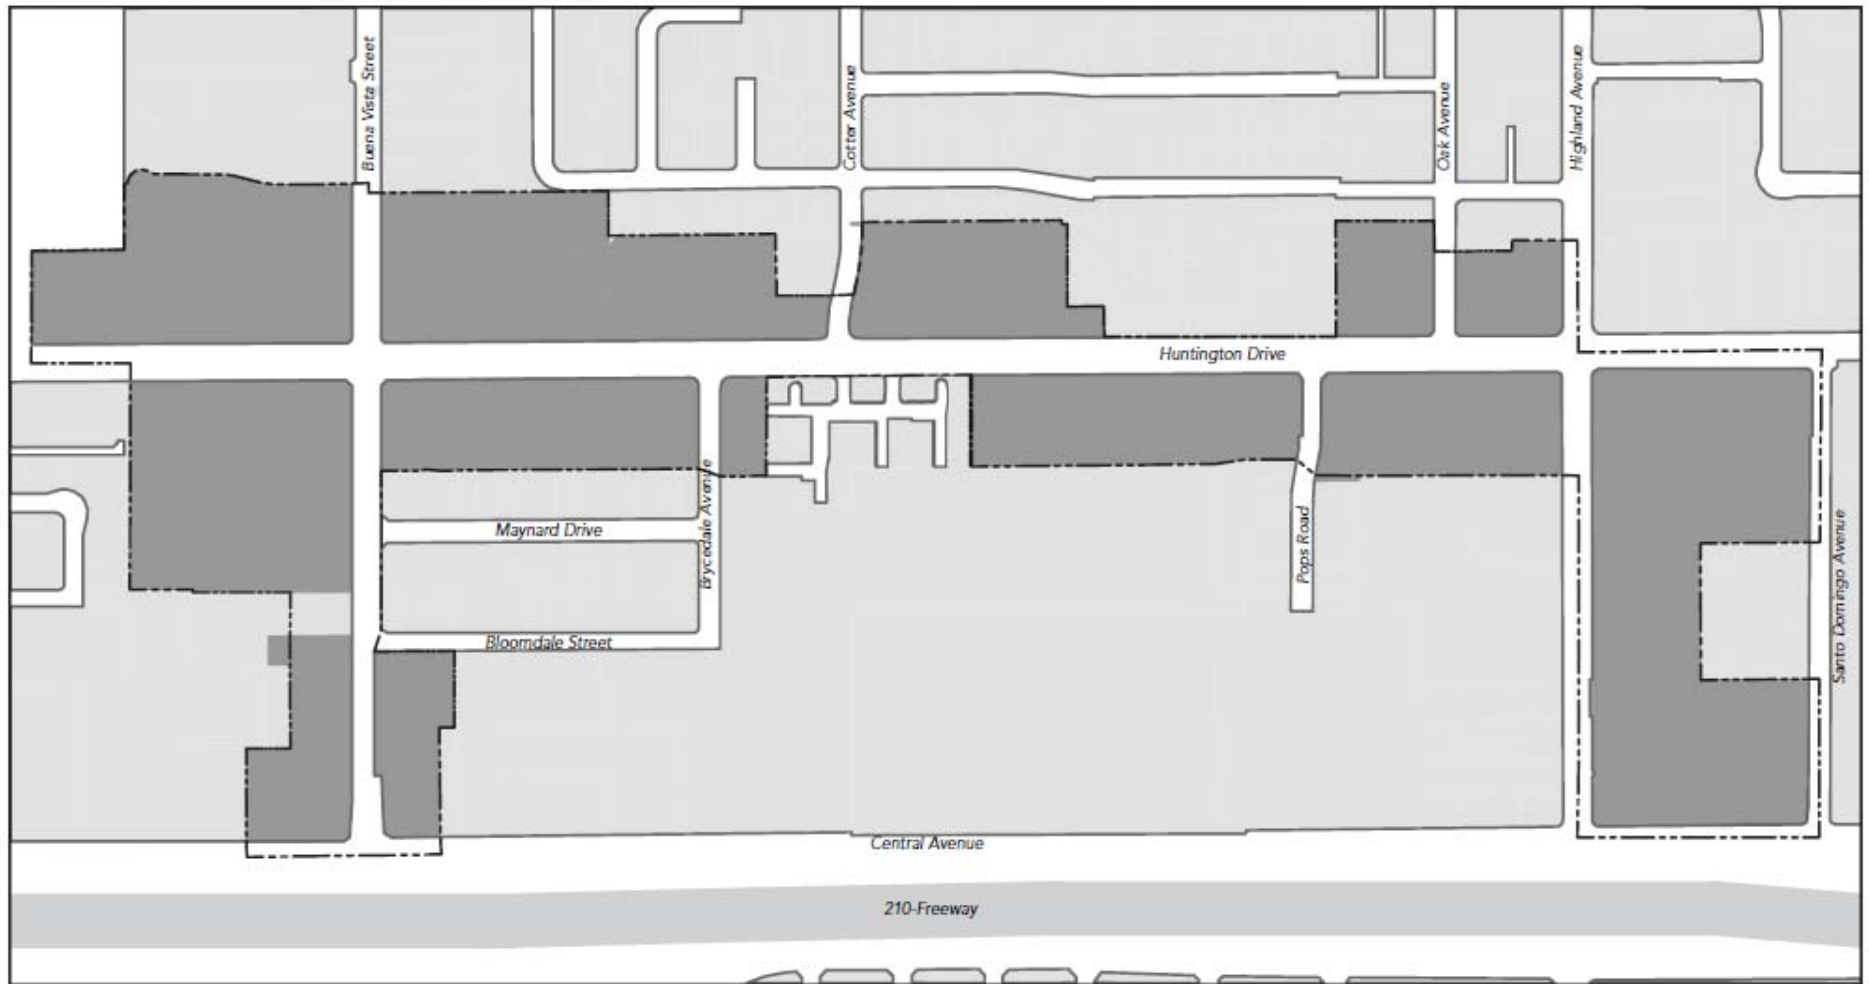 Buena Vista Street
Cotter Avenue
Oak Avenue
Highland Avenue
Huntington Drive
Maynard Drive
Brycedale Avenue
Pops Road
Santo Domingo Avenue
Bloomdale Street
Central Avenue
210-Freeway